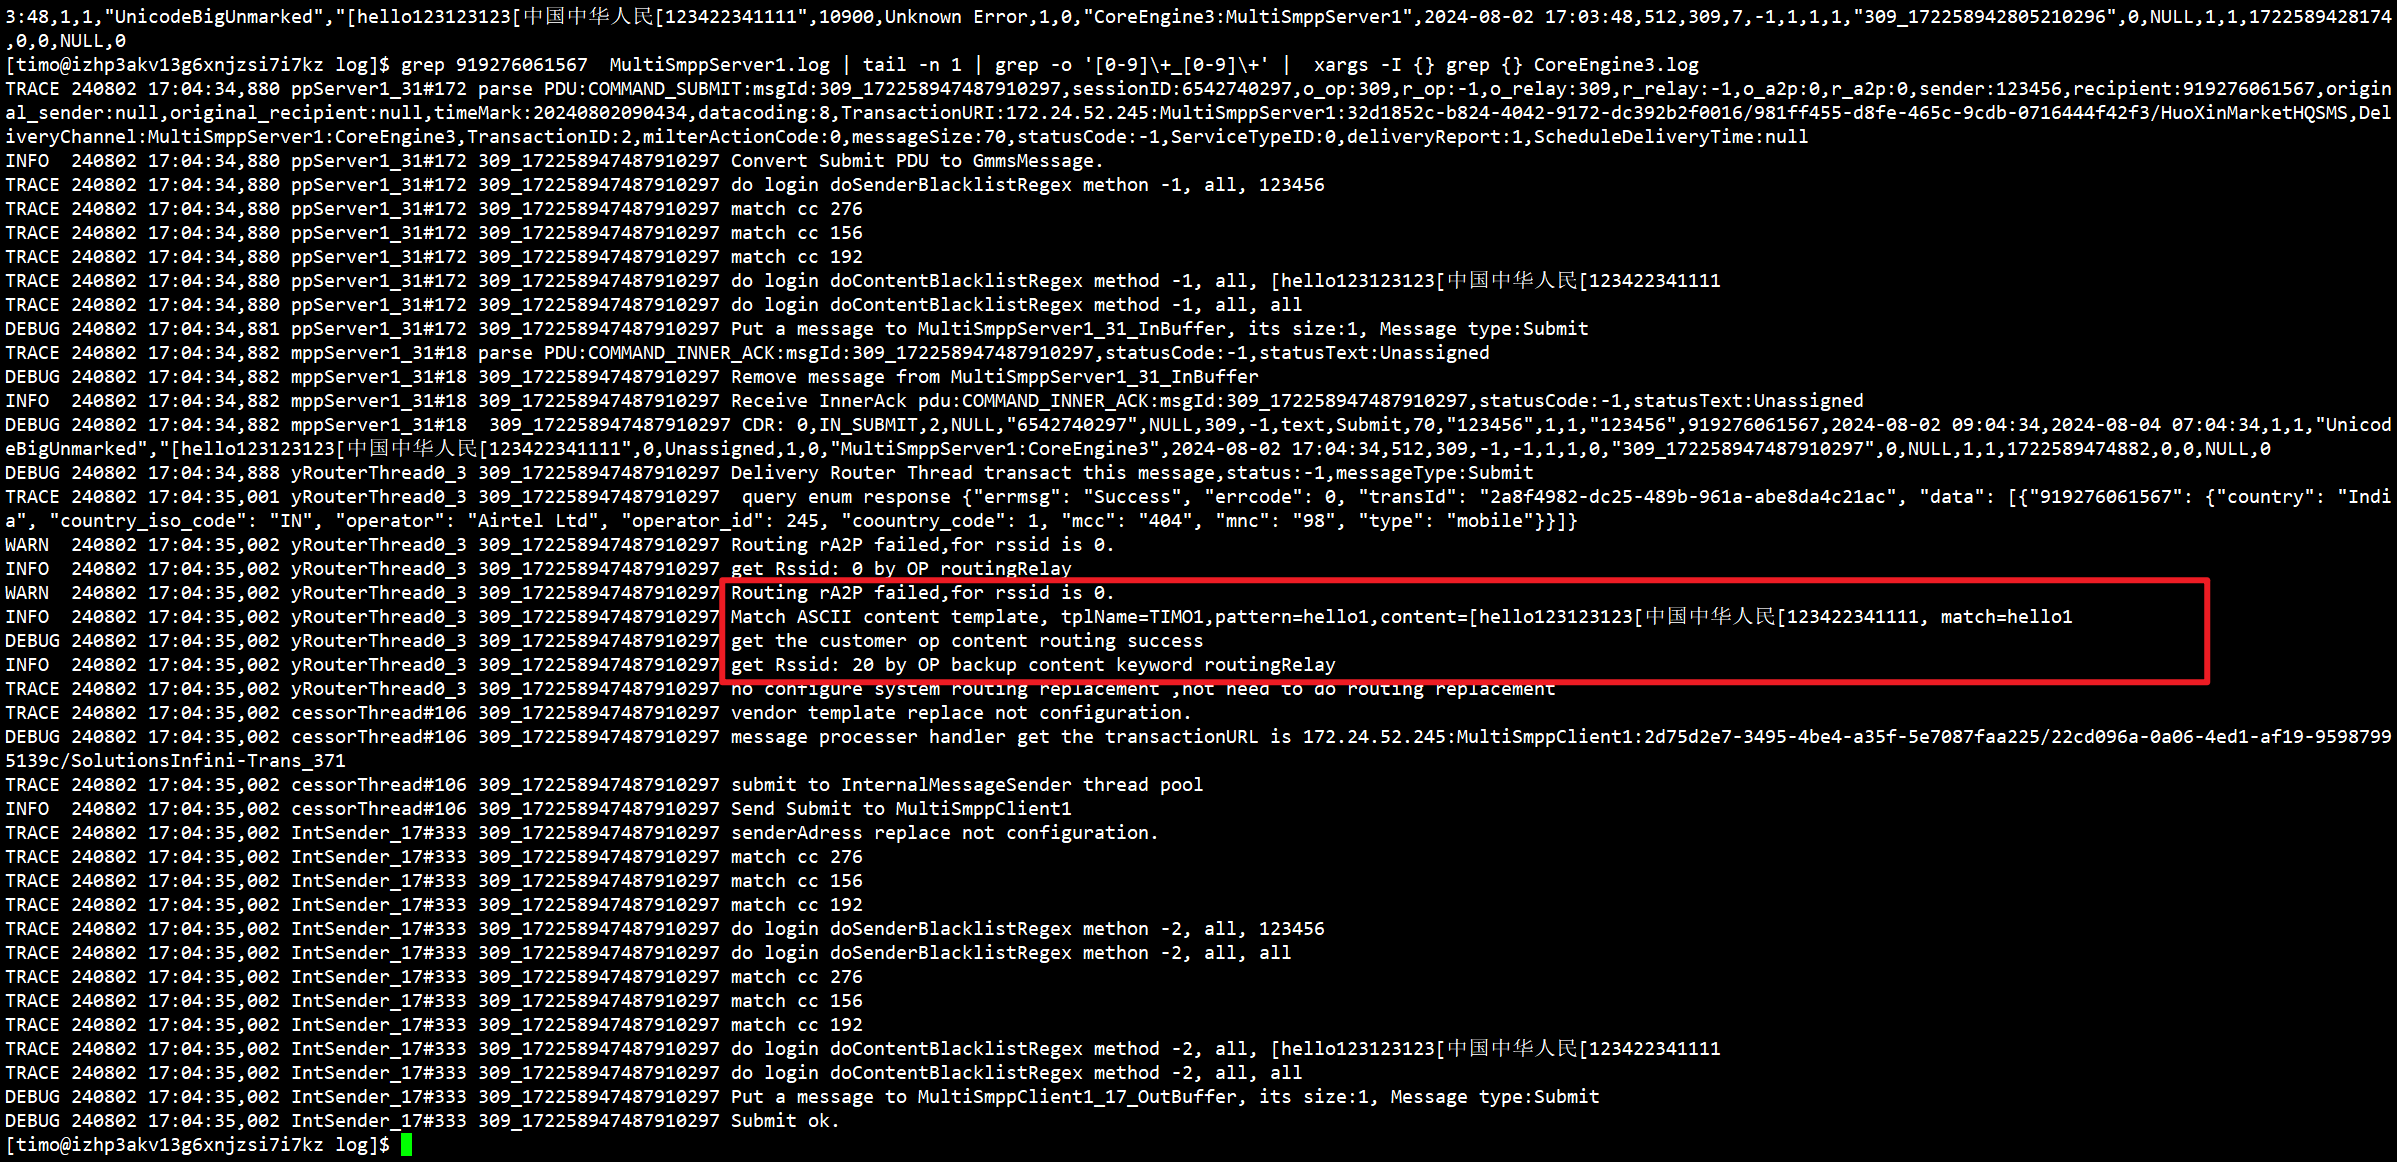 3:48,1,1,"UnicodeBigUnmarked","[hello123123123[中国中华人民[123422341111",10900,Unknown Error,1,0,"CoreEngine3:MultiSmppServer1",2024-08-02 17:03:48,512,309,7,-1,1,1,1,"309_172258942805210296",0,NULL,1,1,1722589428174
,0,0,NULL,0
[timo@izhp3akv13g6xnjzsi7i7kz log]$ grep 919276061567  MultiSmppServer1.log | tail -n 1 | grep -o '[0-9]\+_[0-9]\+' |  xargs -I {} grep {} CoreEngine3.log
TRACE 240802 17:04:34,880 ppServer1_31#172 parse PDU:COMMAND_SUBMIT:msgId:309_172258947487910297,sessionID:6542740297,o_op:309,r_op:-1,o_relay:309,r_relay:-1,o_a2p:0,r_a2p:0,sender:123456,recipient:919276061567,origin
al_sender:null,original_recipient:null,timeMark:20240802090434,datacoding:8,TransactionURI:172.24.52.245:MultiSmppServer1:32d1852c-b824-4042-9172-dc392b2f0016/981ff455-d8fe-465c-9cdb-0716444f42f3/HuoXinMarketHQSMS,Del
iveryChannel:MultiSmppServer1:CoreEngine3,TransactionID:2,milterActionCode:0,messageSize:70,statusCode:-1,ServiceTypeID:0,deliveryReport:1,ScheduleDeliveryTime:null
INFO  240802 17:04:34,880 ppServer1_31#172 309_172258947487910297 Convert Submit PDU to GmmsMessage.
TRACE 240802 17:04:34,880 ppServer1_31#172 309_172258947487910297 do login doSenderBlacklistRegex methon -1, all, 123456
TRACE 240802 17:04:34,880 ppServer1_31#172 309_172258947487910297 match cc 276
TRACE 240802 17:04:34,880 ppServer1_31#172 309_172258947487910297 match cc 156
TRACE 240802 17:04:34,880 ppServer1_31#172 309_172258947487910297 match cc 192
TRACE 240802 17:04:34,880 ppServer1_31#172 309_172258947487910297 do login doContentBlacklistRegex method -1, all, [hello123123123[中国中华人民[123422341111
TRACE 240802 17:04:34,880 ppServer1_31#172 309_172258947487910297 do login doContentBlacklistRegex method -1, all, all
DEBUG 240802 17:04:34,881 ppServer1_31#172 309_172258947487910297 Put a message to MultiSmppServer1_31_InBuffer, its size:1, Message type:Submit
TRACE 240802 17:04:34,882 mppServer1_31#18 parse PDU:COMMAND_INNER_ACK:msgId:309_172258947487910297,statusCode:-1,statusText:Unassigned
DEBUG 240802 17:04:34,882 mppServer1_31#18 309_172258947487910297 Remove message from MultiSmppServer1_31_InBuffer
INFO  240802 17:04:34,882 mppServer1_31#18 309_172258947487910297 Receive InnerAck pdu:COMMAND_INNER_ACK:msgId:309_172258947487910297,statusCode:-1,statusText:Unassigned
DEBUG 240802 17:04:34,882 mppServer1_31#18  309_172258947487910297 CDR: 0,IN_SUBMIT,2,NULL,"6542740297",NULL,309,-1,text,Submit,70,"123456",1,1,"123456",919276061567,2024-08-02 09:04:34,2024-08-04 07:04:34,1,1,"Unicod
eBigUnmarked","[hello123123123[中国中华人民[123422341111",0,Unassigned,1,0,"MultiSmppServer1:CoreEngine3",2024-08-02 17:04:34,512,309,-1,-1,1,1,0,"309_172258947487910297",0,NULL,1,1,1722589474882,0,0,NULL,0
DEBUG 240802 17:04:34,888 yRouterThread0_3 309_172258947487910297 Delivery Router Thread transact this message,status:-1,messageType:Submit
TRACE 240802 17:04:35,001 yRouterThread0_3 309_172258947487910297  query enum response {"errmsg": "Success", "errcode": 0, "transId": "2a8f4982-dc25-489b-961a-abe8da4c21ac", "data": [{"919276061567": {"country": "Indi
a", "country_iso_code": "IN", "operator": "Airtel Ltd", "operator_id": 245, "coountry_code": 1, "mcc": "404", "mnc": "98", "type": "mobile"}}]}
WARN  240802 17:04:35,002 yRouterThread0_3 309_172258947487910297 Routing rA2P failed,for rssid is 0.
INFO  240802 17:04:35,002 yRouterThread0_3 309_172258947487910297 get Rssid: 0 by OP routingRelay
WARN  240802 17:04:35,002 yRouterThread0_3 309_172258947487910297 Routing rA2P failed,for rssid is 0.
INFO  240802 17:04:35,002 yRouterThread0_3 309_172258947487910297 Match ASCII content template, tplName=TIMO1,pattern=hello1,content=[hello123123123[中国中华人民[123422341111, match=hello1
DEBUG 240802 17:04:35,002 yRouterThread0_3 309_172258947487910297 get the customer op content routing success
INFO  240802 17:04:35,002 yRouterThread0_3 309_172258947487910297 get Rssid: 20 by OP backup content keyword routingRelay
TRACE 240802 17:04:35,002 yRouterThread0_3 309_172258947487910297 no configure system routing replacement ,not need to do routing replacement
TRACE 240802 17:04:35,002 cessorThread#106 309_172258947487910297 vendor template replace not configuration.
DEBUG 240802 17:04:35,002 cessorThread#106 309_172258947487910297 message processer handler get the transactionURL is 172.24.52.245:MultiSmppClient1:2d75d2e7-3495-4be4-a35f-5e7087faa225/22cd096a-0a06-4ed1-af19-9598799
5139c/SolutionsInfini-Trans_371
TRACE 240802 17:04:35,002 cessorThread#106 309_172258947487910297 submit to InternalMessageSender thread pool
INFO  240802 17:04:35,002 cessorThread#106 309_172258947487910297 Send Submit to MultiSmppClient1
TRACE 240802 17:04:35,002 IntSender_17#333 309_172258947487910297 senderAdress replace not configuration.
TRACE 240802 17:04:35,002 IntSender_17#333 309_172258947487910297 match cc 276
TRACE 240802 17:04:35,002 IntSender_17#333 309_172258947487910297 match cc 156
TRACE 240802 17:04:35,002 IntSender_17#333 309_172258947487910297 match cc 192
TRACE 240802 17:04:35,002 IntSender_17#333 309_172258947487910297 do login doSenderBlacklistRegex methon -2, all, 123456
TRACE 240802 17:04:35,002 IntSender_17#333 309_172258947487910297 do login doSenderBlacklistRegex methon -2, all, all
TRACE 240802 17:04:35,002 IntSender_17#333 309_172258947487910297 match cc 276
TRACE 240802 17:04:35,002 IntSender_17#333 309_172258947487910297 match cc 156
TRACE 240802 17:04:35,002 IntSender_17#333 309_172258947487910297 match cc 192
TRACE 240802 17:04:35,002 IntSender_17#333 309_172258947487910297 do login doContentBlacklistRegex method -2, all, [hello123123123[中国中华人民[123422341111
TRACE 240802 17:04:35,002 IntSender_17#333 309_172258947487910297 do login doContentBlacklistRegex method -2, all, all
DEBUG 240802 17:04:35,002 IntSender_17#333 309_172258947487910297 Put a message to MultiSmppClient1_17_OutBuffer, its size:1, Message type:Submit
DEBUG 240802 17:04:35,002 IntSender_17#333 309_172258947487910297 Submit ok.
[timo@izhp3akv13g6xnjzsi7i7kz log]$